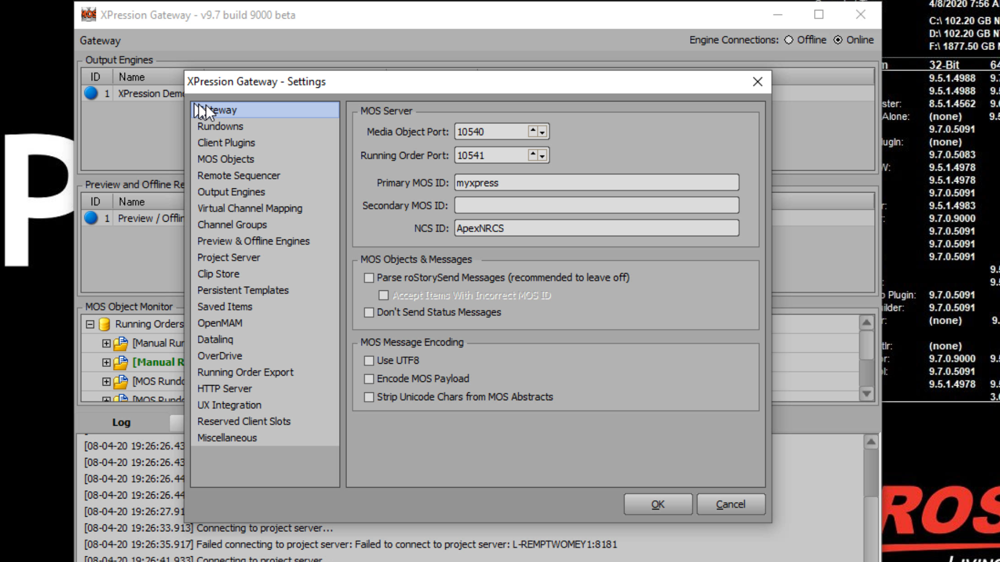 XPression Gateway - v9.7 build 9000 beta
Gateway
Engine Connections: Offline Online
Output Engines
ID Name
1 XPression Dem
Preview and Offline Re
ID Name
1 Preview / Offlin
MOS Object Monitor
Running Orders
[Manual Rur
[Manual R
[MOS Rundo
[MOS Rundo
Log
[08-04-20 19:26:26.43
[08-04-20 19:26:26.43
[08-04-20 19:26:26.44
[08-04-20 19:26:26.44
[08-04-20 19:26:27.91
[08-04-20 19:26:33.913] Connecting to project server...
[08-04-20 19:26:35.917] Failed connecting to project server: Failed to connect to project server: L-REMPTWOMEY1:8181
[08-04-20 19:26:41.933] Connecting to project server
XPression Gateway - Settings
Rundowns
Client Plugins
MOS Objects
Remote Sequencer
Output Engines
Virtual Channel Mapping
Channel Groups
Preview & Offline Engines
Project Server
Clip Store
Persistent Templates
Saved Items
OpenMAM
Datalinq
OverDrive
Running Order Export
HTTP Server
UX Integration
Reserved Client Slots
Miscellaneous
MOS Server
Media Object Port: 10540
Running Order Port: 10541
Primary MOS ID: myxpress
Secondary MOS ID:
NCS ID: ApexNRCS
MOS Objects & Messages
Parse roStorySend Messages (recommended to leave off)
Accept Items With Incorrect MOS ID
Don't Send Status Messages
MOS Message Encoding
Use UTF8
Encode MOS Payload
Strip Unicode Chars from MOS Abstracts
OK Cancel
4/8/2020 7:56 A
C:\ 102.20 GB N
D:\ 102.20 GB N
F:\ 1877.50 GB
32-Bit 64
9.5.1.4988 9.
9.5.1.4988 9.5
ster: 8.5.1.4562 9.
Alone: (none) 9.5
9.7.0.5091
ugIn: (none)
9.7.0.5083
W: 9.5.1.4978
9.5.1.4978
9.7.0.5091
r: 9.5.1.4983
9.7.0.9000
9.7.0.5091
9.7.0.5091
9.7.0.5091
9.5
9.5
o Plugin: 9.7.0.5091
ilder: 9.7.0.5091
r: (none) 9.
tlr: (none)
or: 9.7.0.9000 9.5
l: 9.7.0.5091
9.5.1.4978 9.5
3.
P
ROS